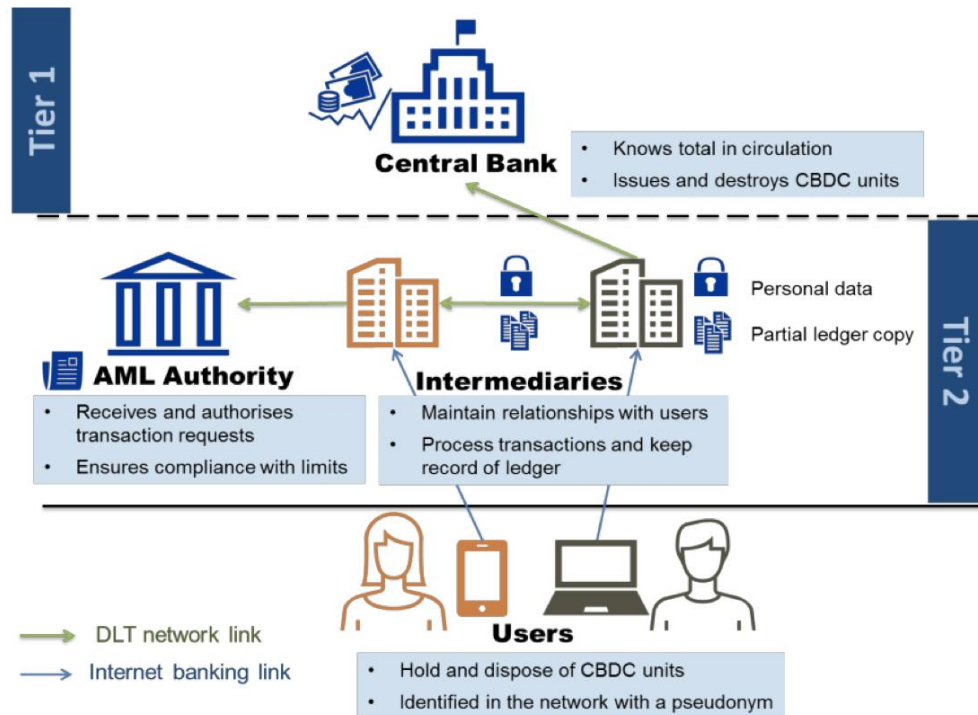 Tier 1
Central Bank
• Knows total in circulation
• Issues and destroys CBDC units
Tier 2
Personal data
Partial ledger copy
AML Authority
• Receives and authorises
transaction requests
• Ensures compliance with limits
Intermediaries
• Maintain relationships with users
• Process transactions and keep
record of ledger
Users
• Hold and dispose of CBDC units
• Identified in the network with a pseudonym
DLT network link
Internet banking link